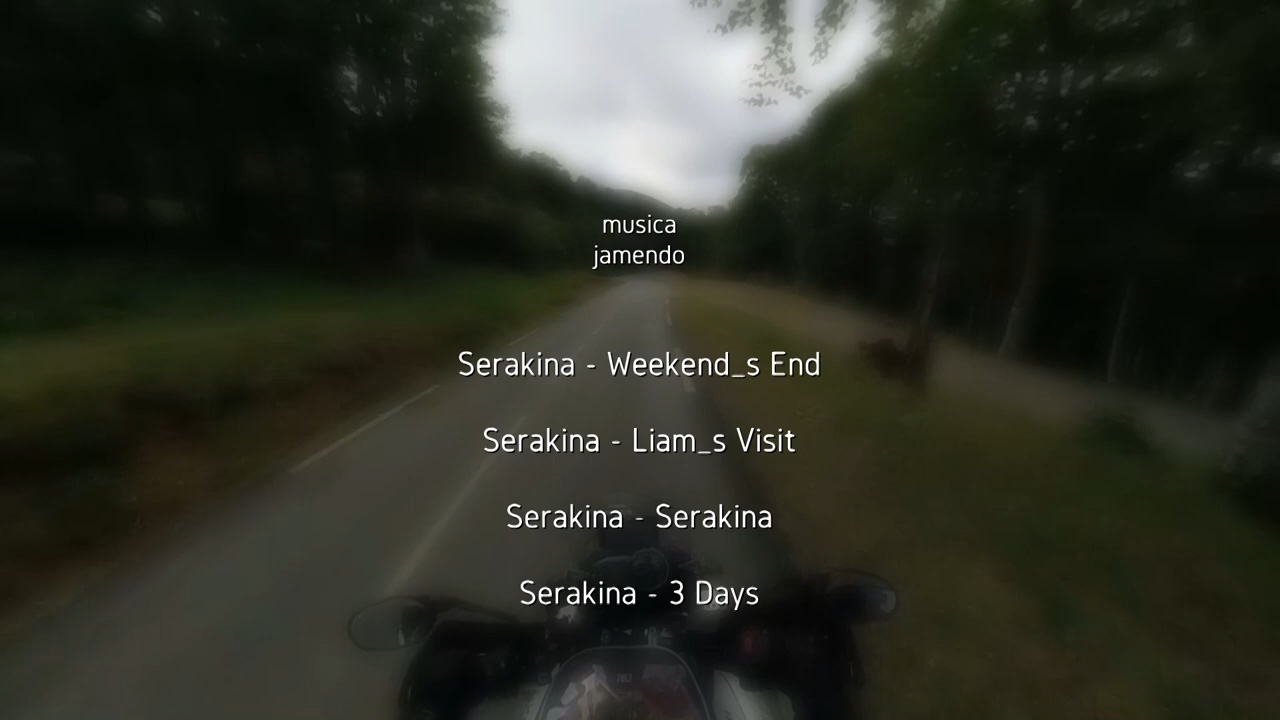 musica
jamendo
Serakina - Weekend_s End
Serakina - Liam_s Visit
Serakina - Serakina
Serakina - 3 Days